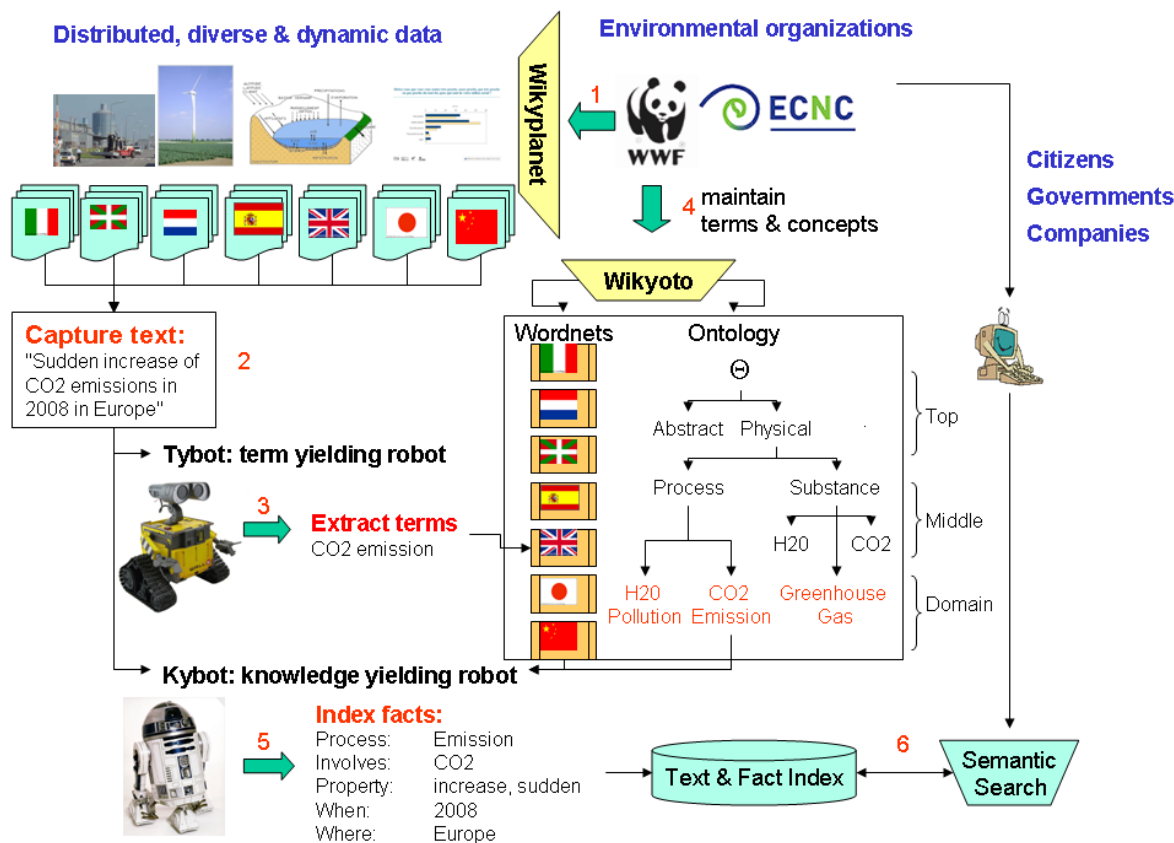 Distributed, diverse & dynamic data
Environmental organizations
Wikyplanet
1
WWF
ECNC
4
maintain
terms & concepts
Citizens
Governments
Companies
Wikyoto
Capture text:
"Sudden increase of
CO2 emissions in
2008 in Europe"
2
Wordnets
Ontology
Θ
Abstract
Physical
Top
Process
Substance
H20
CO2
Middle
H20
Pollution
CO2
Emission
Greenhouse
Gas
Domain
Tybot: term yielding robot
3
Extract terms
CO2 emission
Kybot: knowledge yielding robot
5
Index facts:
Process: Emission
Involves: CO2
Property: increase, sudden
When: 2008
Where: Europe
Text & Fact Index
6
Semantic
Search